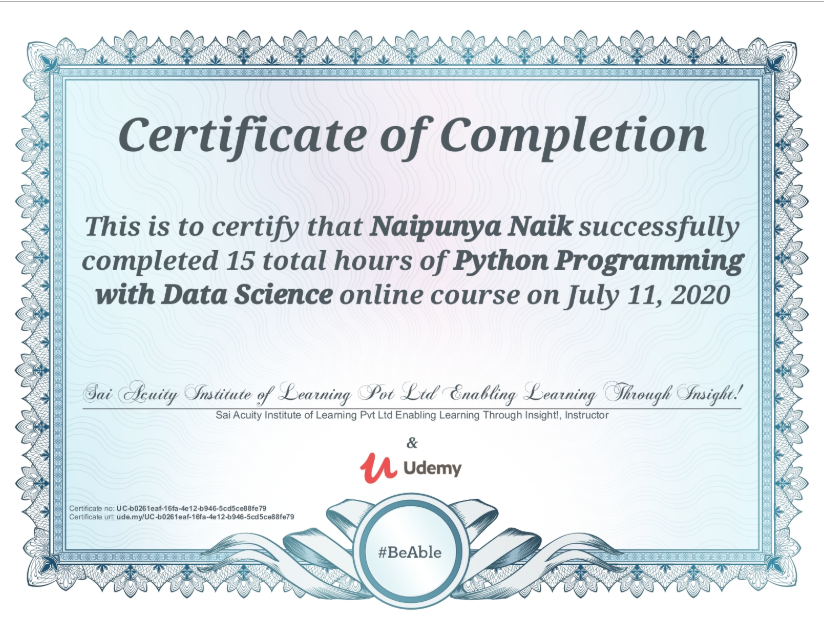 Certificate of Completion
This is to certify that Naipunya Naik successfully
completed 15 total hours of Python Programming
with Data Science online course on July 11, 2020
Sai Acuity Institute of Learning Pvt Ltd Enabling Learning Through Insight!
Sai Acuity Institute of Learning Pvt Ltd Enabling Learning Through Insight!, Instructor
&
Udemy
Certificate no: UC-b0261eaf-16fa-4e12-b946-5cd5ce88fe79
Certificate url: ude.my/UC-b0261eaf-16fa-4e12-b946-5cd5ce88fe79
#BeAble